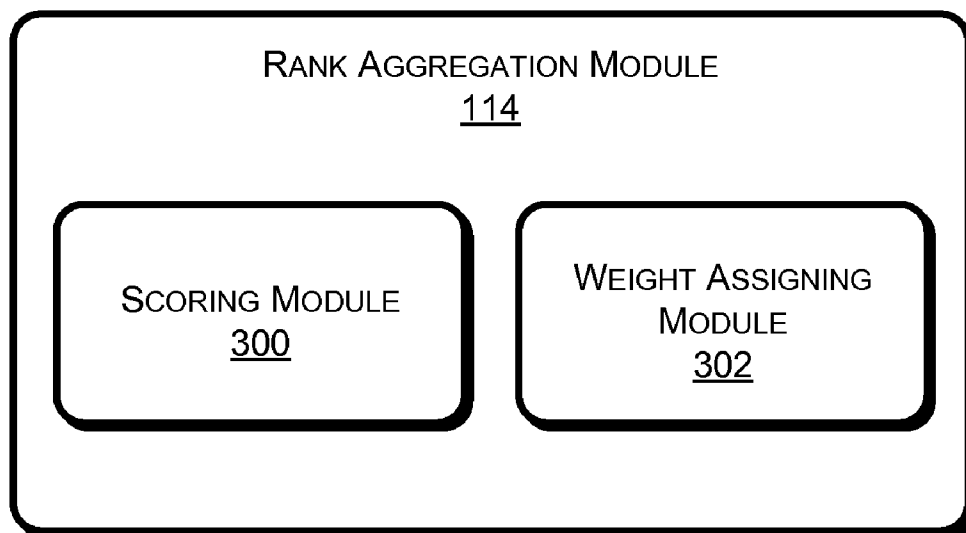 RANK AGGREGATION MODULE
114
SCORING MODULE
300
WEIGHT ASSIGNING
MODULE
302